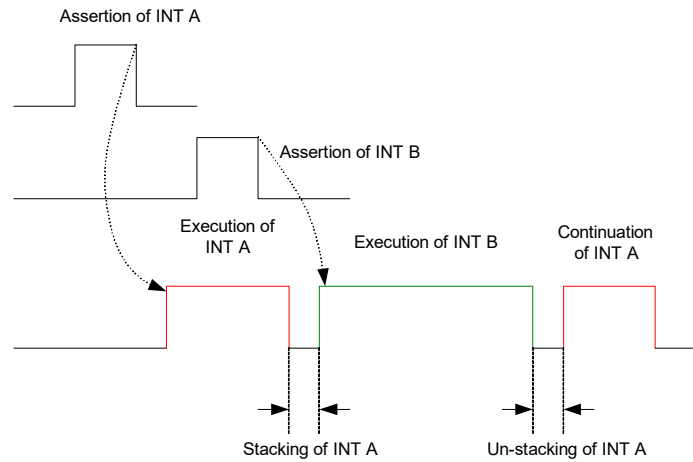 Assertion of INT A
Assertion of INT B
Execution of
INT A
Execution of INT B
Continuation
of INT A
Stacking of INT A
Un-stacking of INT A